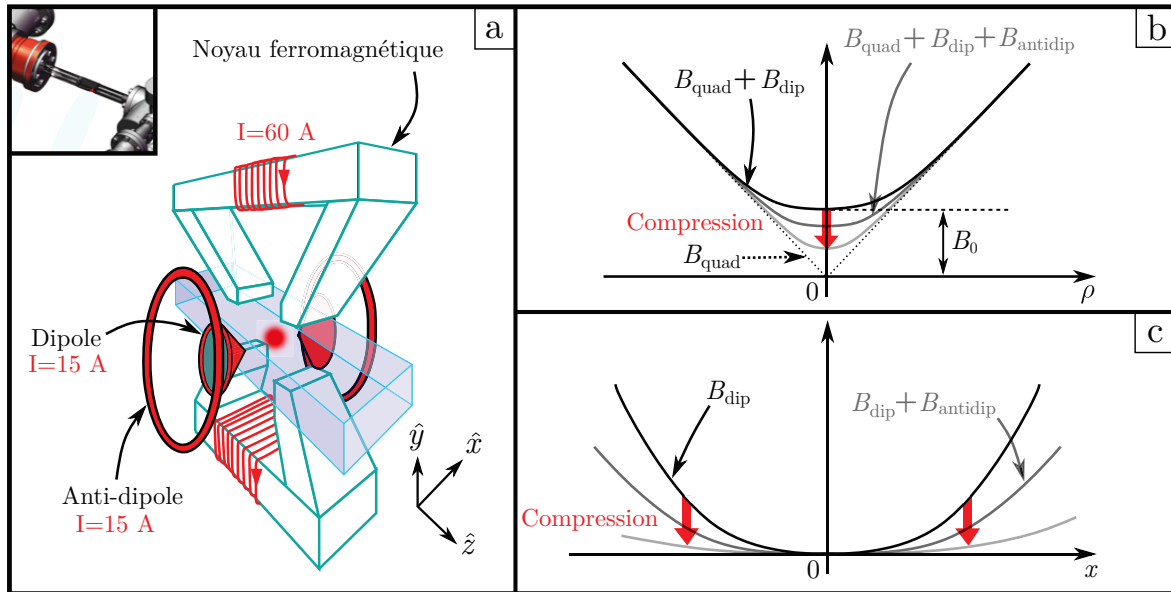 a
Noyau ferromagnétique
I=60 A
Dipole
I=15 A
Anti-dipole
I=15 A
ŷ
x̂
ẑ
b
B_quad + B_dip + B_antidip
B_quad + B_dip
Compression
B_quad
B_0
0
ρ
c
B_dip
B_dip + B_antidip
Compression
0
x